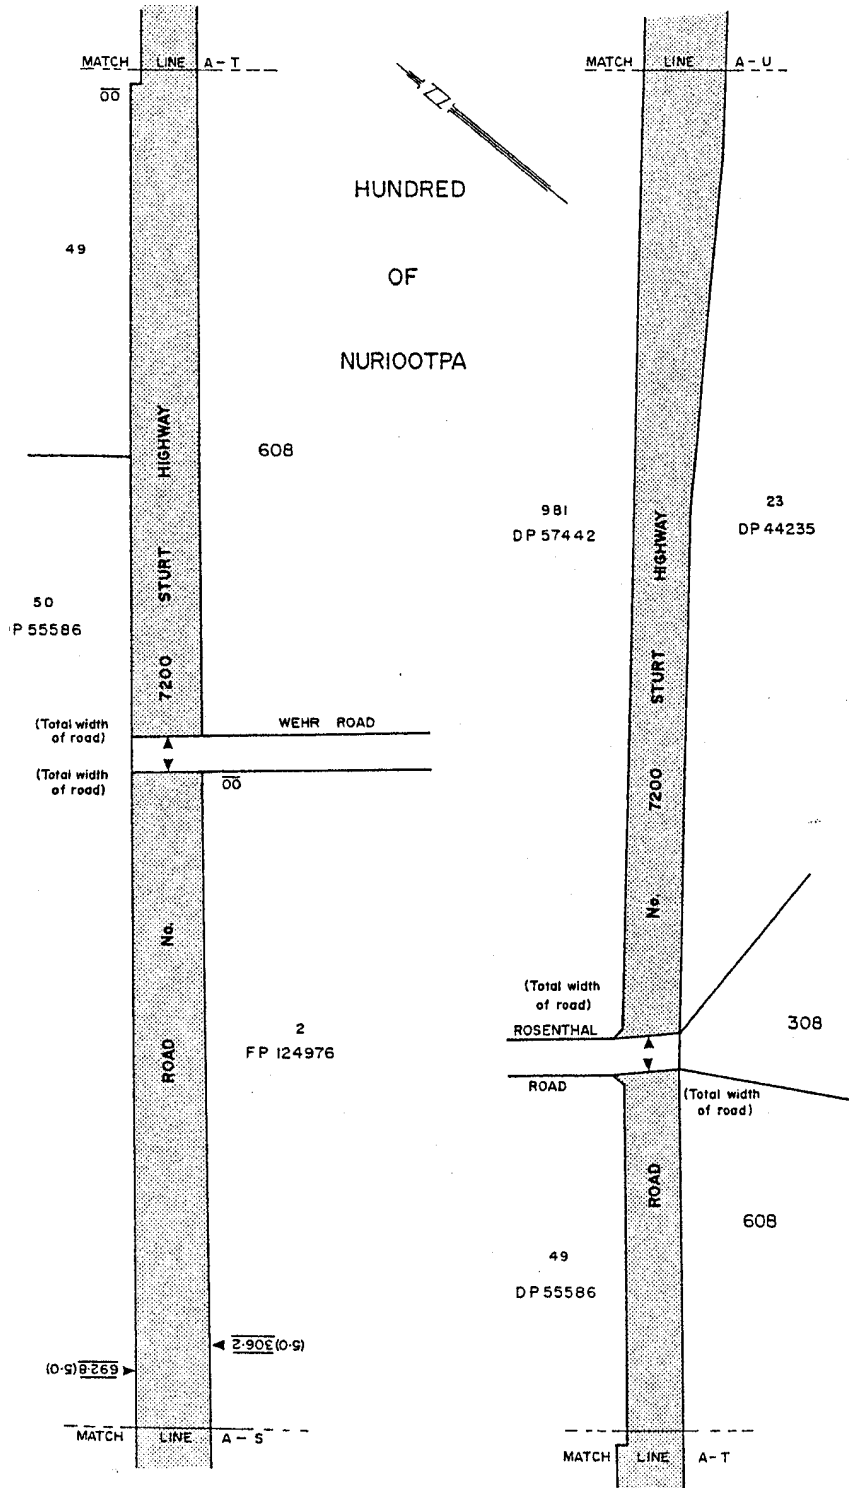 MATCH LINE A-T
00
49
HUNDRED
OF
NURIOOTPA
608
50
P 55586
(Total width
of road)
WEHR ROAD
(Total width
of road)
00
ROAD No. 7200 STURT HIGHWAY
2
FP 124976
(5·0)306·2
692·8(5·0)
MATCH LINE A-S
MATCH LINE A-U
981
DP 57442
23
DP 44235
(Total width
of road)
ROSENTHAL
ROAD
308
(Total width
of road)
ROAD No. 7200 STURT HIGHWAY
608
49
DP 55586
MATCH LINE A-T